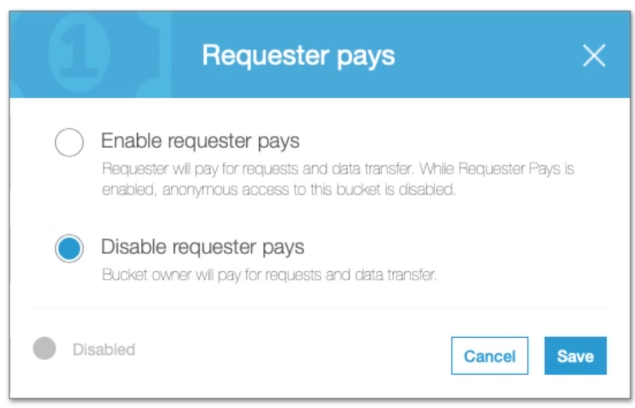 1
Requester pays
Enable requester pays
Requester will pay for requests and data transfer. While Requester Pays is
enabled, anonymous access to this bucket is disabled.
Disable requester pays
Bucket owner will pay for requests and data transfer.
Disabled
Cancel
Save